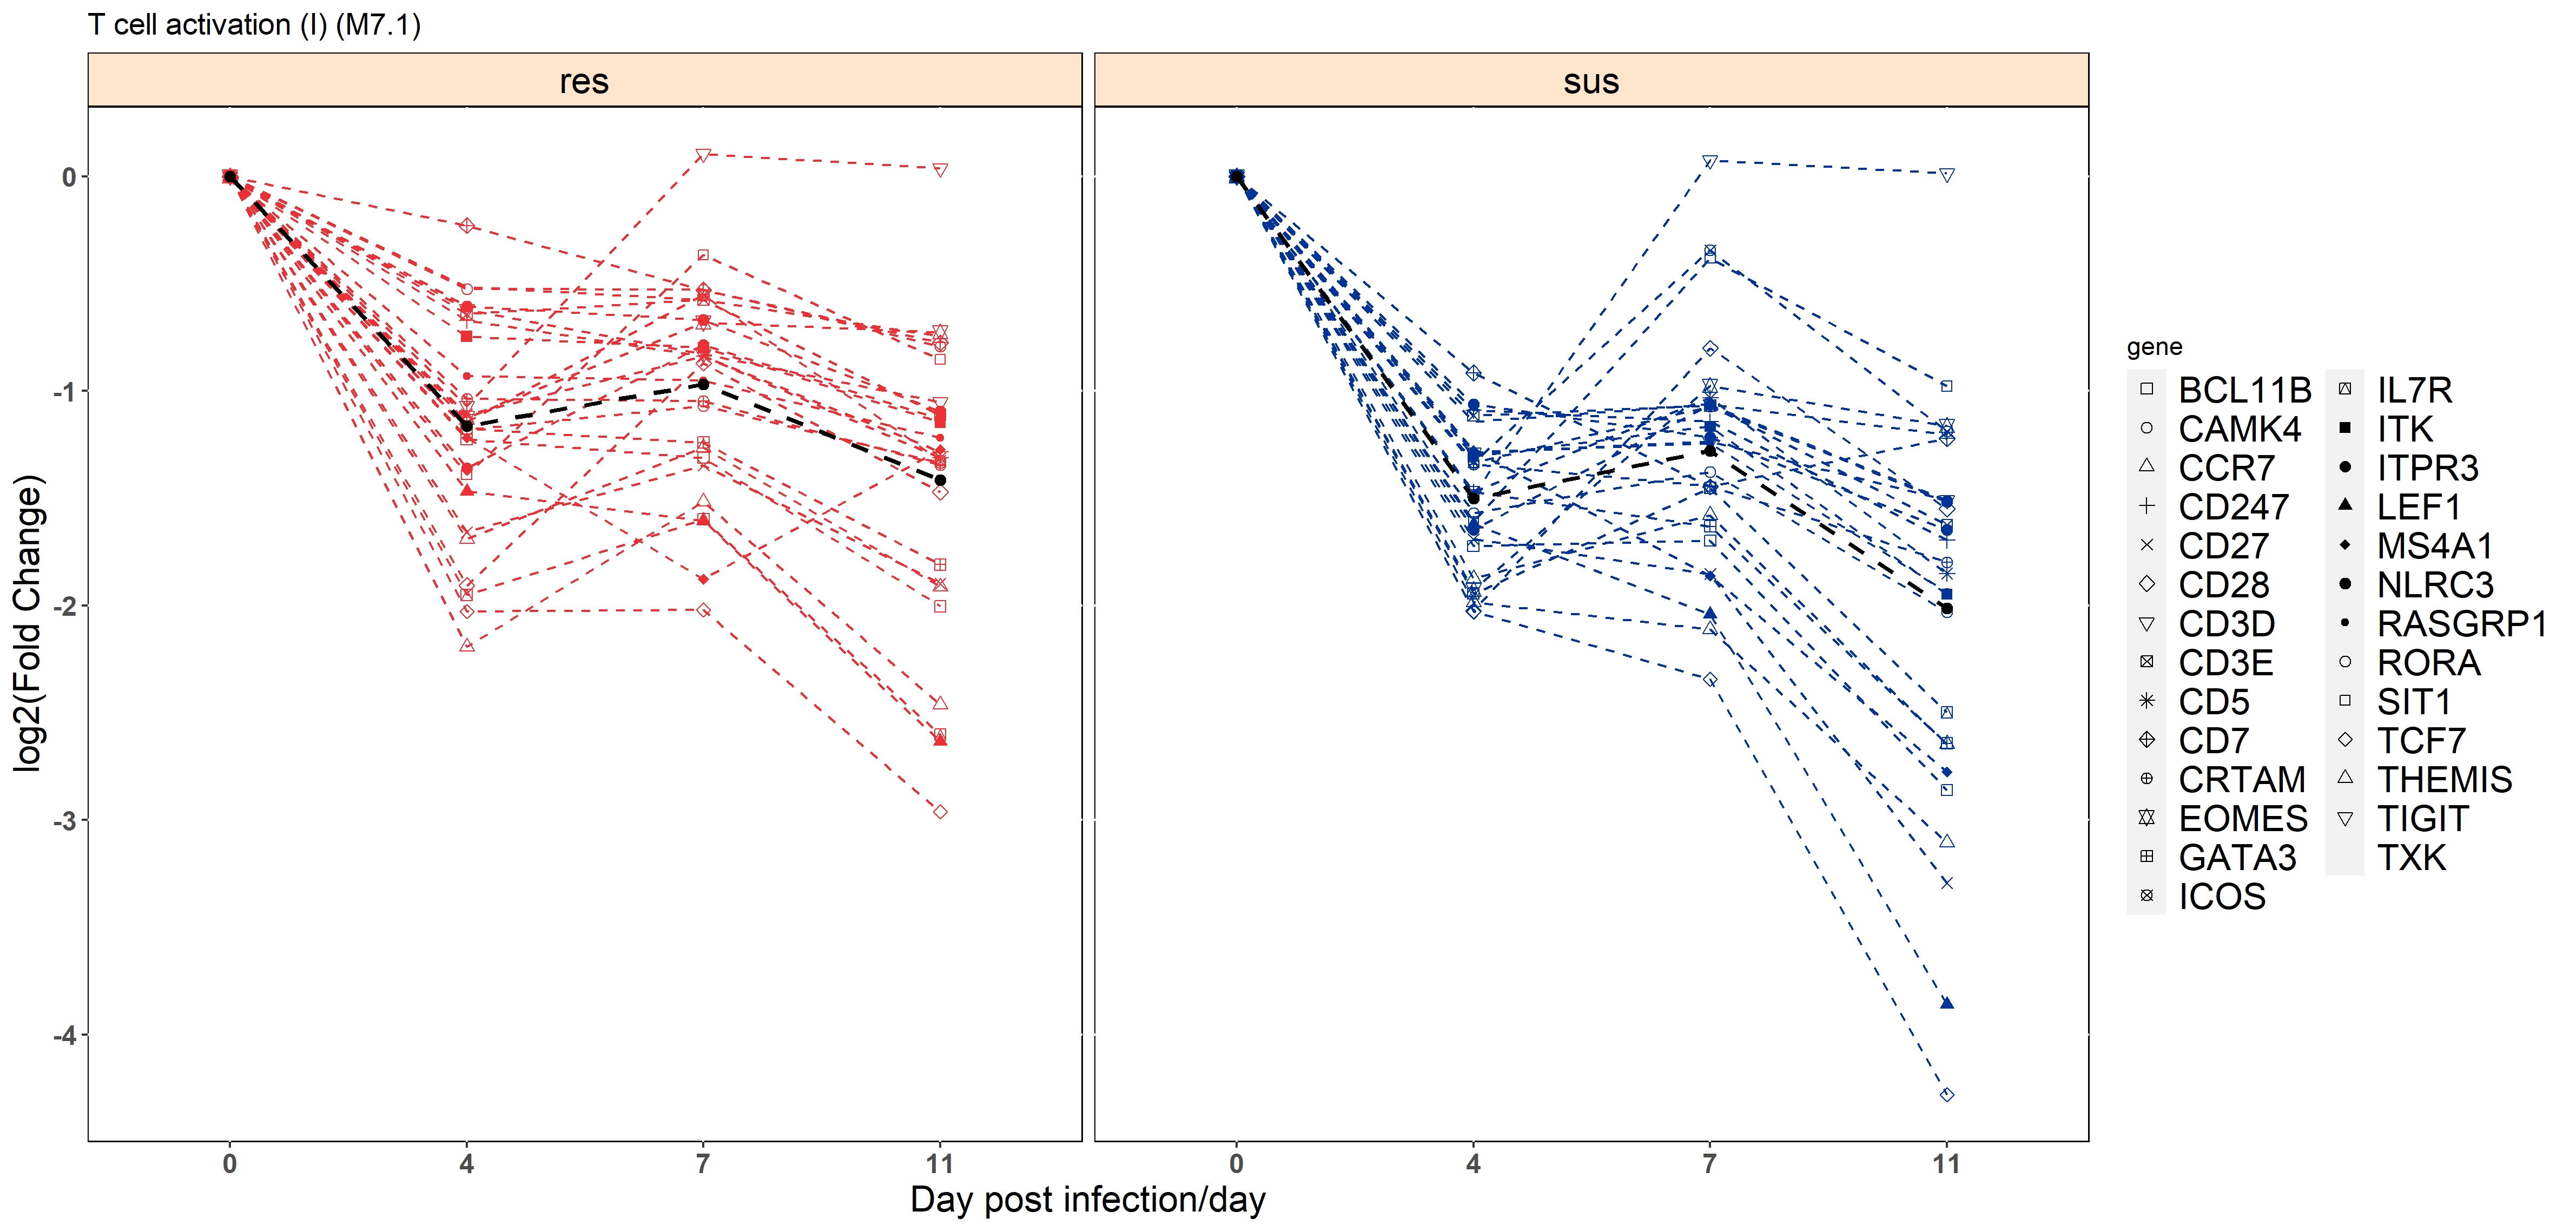 T cell activation (I) (M7.1)
res
sus
log2(Fold Change)
0
-1
-2
-3
-4
0 4 7 11
0 4 7 11
Day post infection/day
gene
BCL11B
CAMK4
CCR7
CD247
CD27
CD28
CD3D
CD3E
CD5
CD7
CRTAM
EOMES
GATA3
ICOS
IL7R
ITK
ITPR3
LEF1
MS4A1
NLRC3
RASGRP1
RORA
SIT1
TCF7
THEMIS
TIGIT
TXK